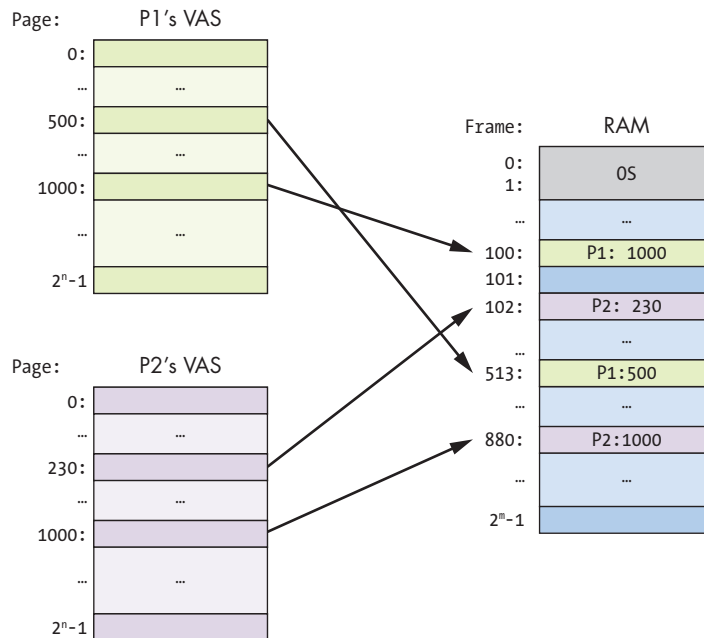 Page: P1's VAS
0:
… …
500:
… …
1000:
… …
2ⁿ-1
Page: P2's VAS
0:
… …
230:
… …
1000:
… …
2ⁿ-1
Frame: RAM
0: OS
1:
… …
100: P1: 1000
101:
102: P2: 230
… …
513: P1:500
… …
880: P2:1000
… …
2ᵐ-1